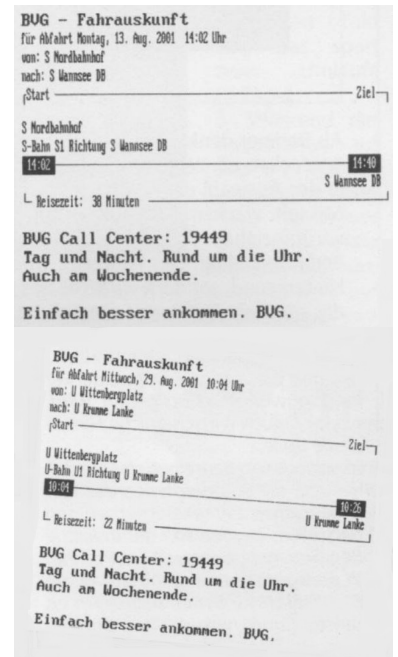 BVG - Fahrauskunft
für Abfahrt Montag, 13. Aug. 2001 14:02 Uhr
von: S Nordbahnhof
nach: S Wannsee DB
Start Ziel
S Nordbahnhof
S-Bahn S1 Richtung S Wannsee DB
14:02 14:40
S Wannsee DB
Reisezeit: 38 Minuten
BVG Call Center: 19449
Tag und Nacht. Rund um die Uhr.
Auch am Wochenende.
Einfach besser ankommen. BVG.
BVG - Fahrauskunft
für Abfahrt Mittwoch, 29. Aug. 2001 10:04 Uhr
von: U Wittenbergplatz
nach: U Krumme Lanke
Start Ziel
U Wittenbergplatz
U-Bahn U1 Richtung U Krumme Lanke
10:04 10:26
U Krumme Lanke
Reisezeit: 22 Minuten
BVG Call Center: 19449
Tag und Nacht. Rund um die Uhr.
Auch am Wochenende.
Einfach besser ankommen. BVG.